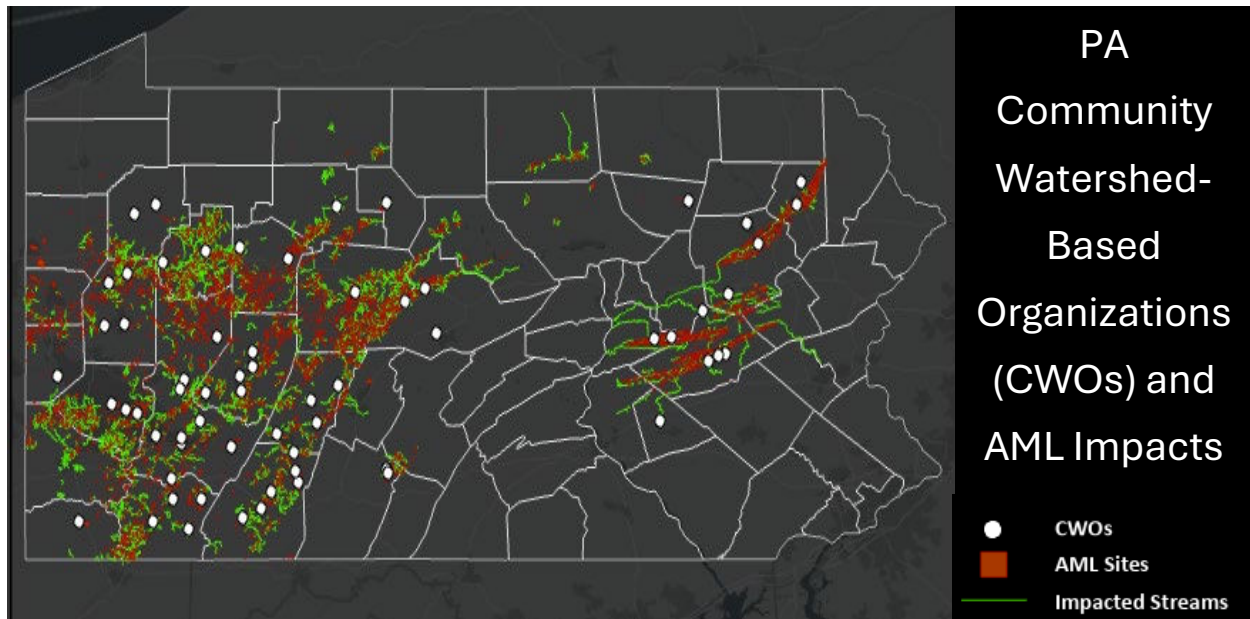 PA
Community
Watershed-
Based
Organizations
(CWOs) and
AML Impacts
CWOs
AML Sites
Impacted Streams